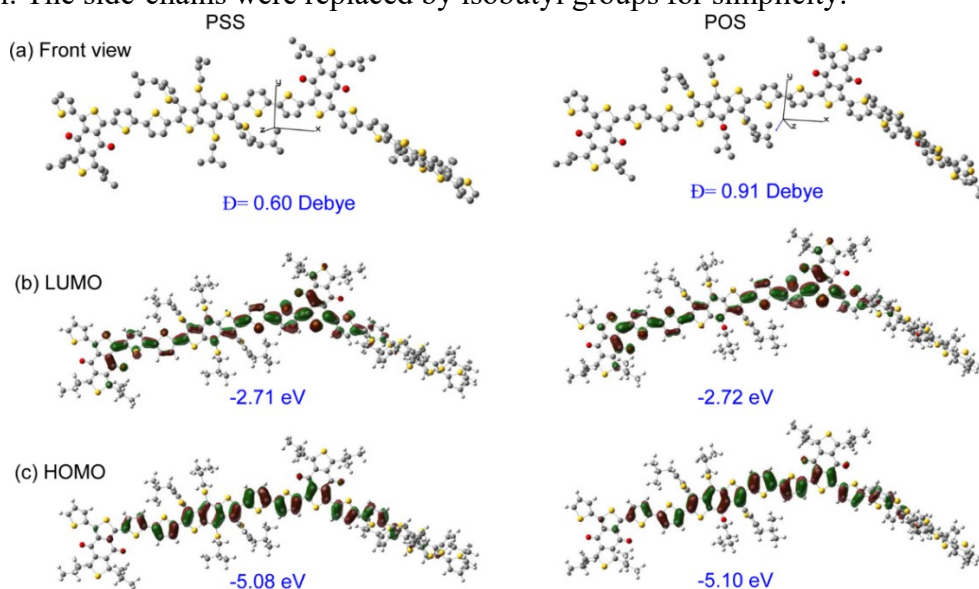 The side-chains were replaced by isobutyl groups for simplicity.
PSS POS
(a) Front view
y
z x
y
z x
Đ= 0.60 Debye Đ= 0.91 Debye
(b) LUMO
-2.71 eV -2.72 eV
(c) HOMO
-5.08 eV -5.10 eV